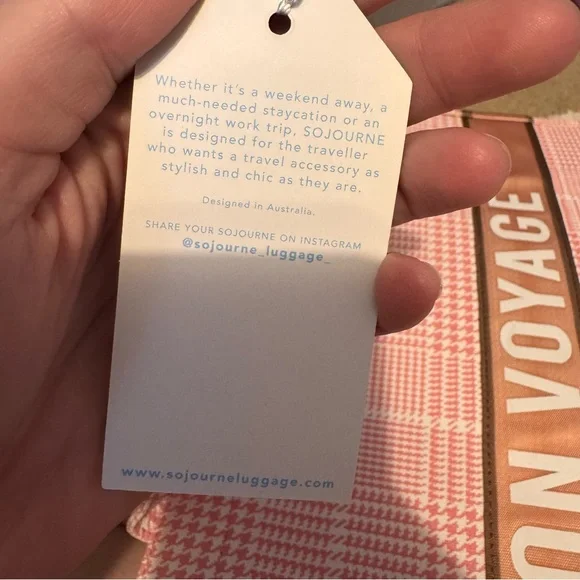 Whether it's a weekend away, a
much-needed staycation or an
overnight work trip, SOJOURNE
is designed for the traveller
who wants a travel accessory as
stylish and chic as they are.
Designed in Australia.
SHARE YOUR SOJOURNE ON INSTAGRAM
@sojourne_luggage_
www.sojourneluggage.com
ON VOYAGE